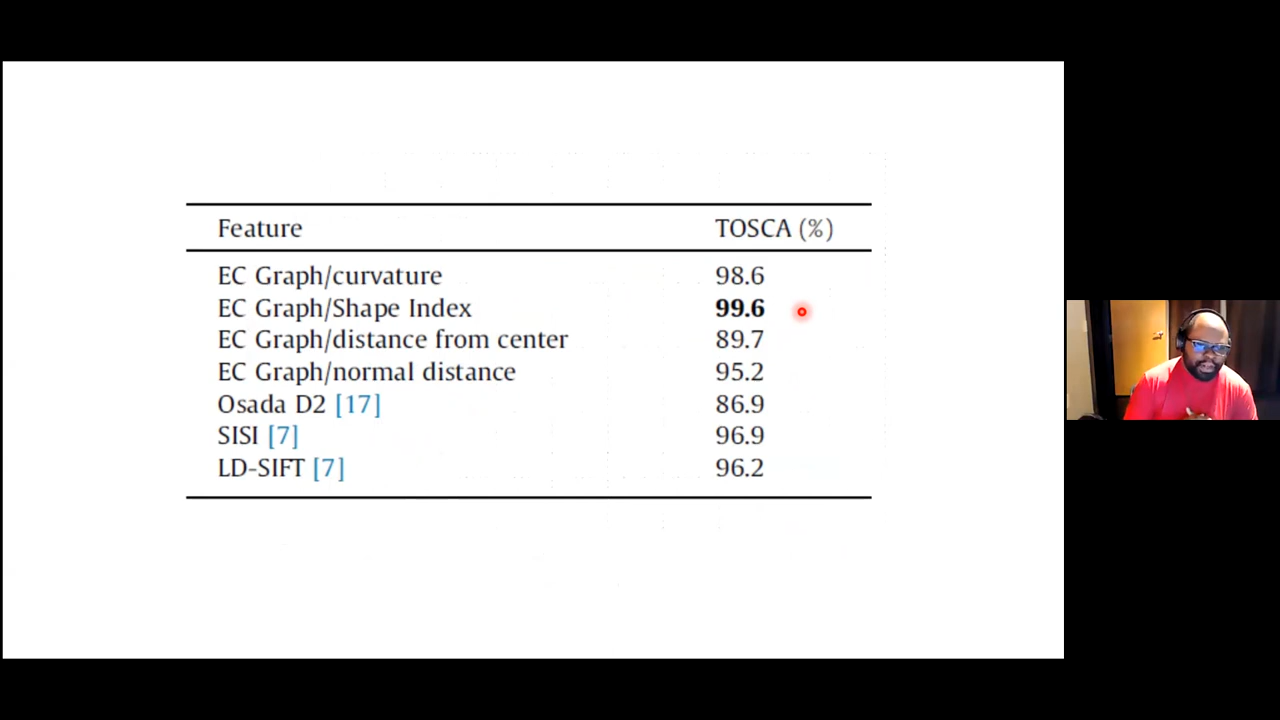 Feature TOSCA (%)
EC Graph/curvature 98.6
EC Graph/Shape Index 99.6
EC Graph/distance from center 89.7
EC Graph/normal distance 95.2
Osada D2 [17] 86.9
SISI [7] 96.9
LD-SIFT [7] 96.2